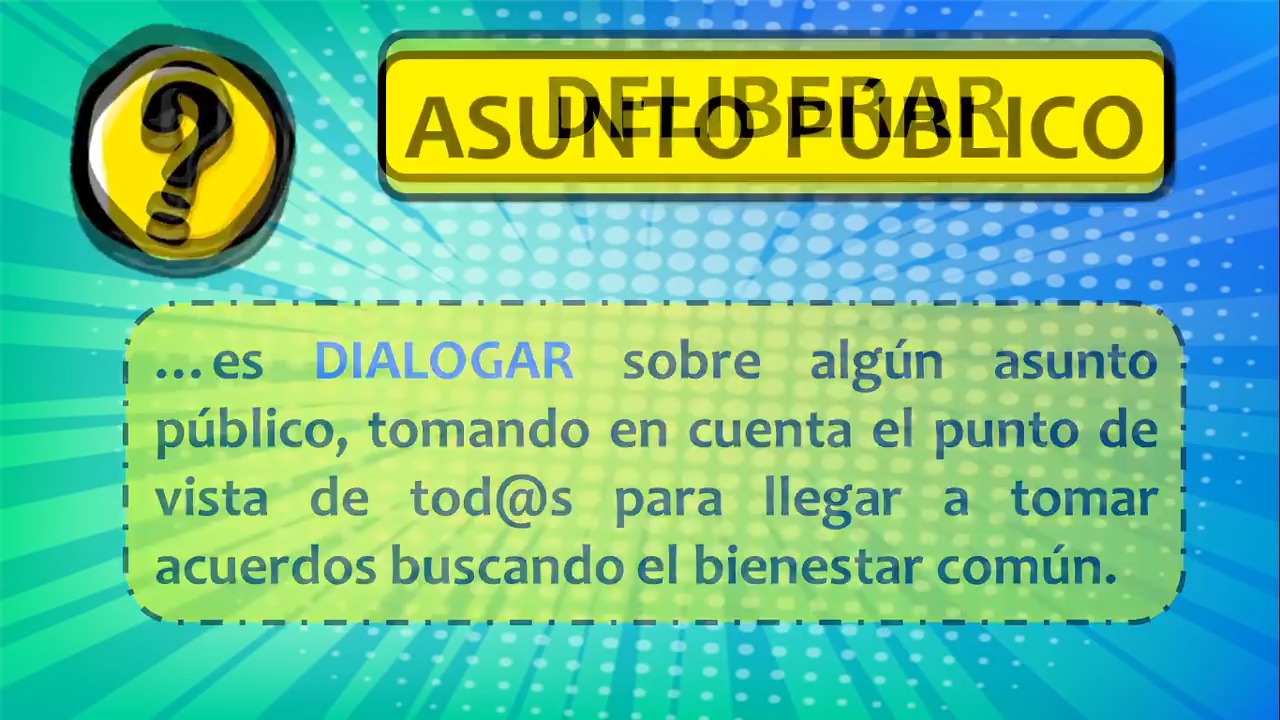 DELIBERAR
ASUNTO PÚBLICO
...es DIALOGAR sobre algún asunto
público, tomando en cuenta el punto de
vista de tod@s para llegar a tomar
acuerdos buscando el bienestar común.